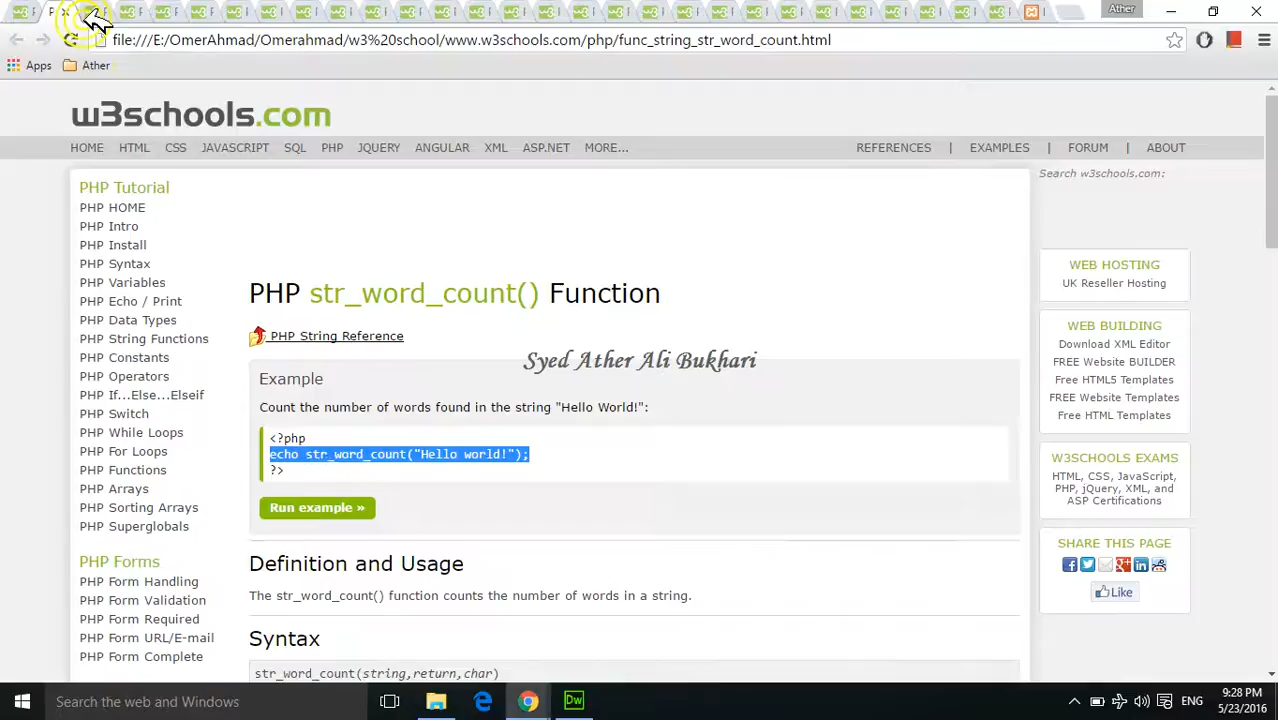 Ather
file:///E:/OmerAhmad/Omerahmad/w3%20school/www.w3schools.com/php/func_string_str_word_count.html
Apps
Ather
w3schools.com
HOME HTML CSS JAVASCRIPT SQL PHP JQUERY ANGULAR XML ASP.NET MORE... REFERENCES | EXAMPLES | FORUM | ABOUT
Search w3schools.com:
PHP Tutorial
PHP HOME
PHP Intro
PHP Install
PHP Syntax
PHP Variables
PHP Echo / Print
PHP Data Types
PHP String Functions
PHP Constants
PHP Operators
PHP If...Else...Elseif
PHP Switch
PHP While Loops
PHP For Loops
PHP Functions
PHP Arrays
PHP Sorting Arrays
PHP Superglobals
PHP Forms
PHP Form Handling
PHP Form Validation
PHP Form Required
PHP Form URL/E-mail
PHP Form Complete
PHP str_word_count() Function
PHP String Reference
Syed Ather Ali Bukhari
Example
Count the number of words found in the string "Hello World!":
<?php
echo str_word_count("Hello world!");
?>
Run example »
Definition and Usage
The str_word_count() function counts the number of words in a string.
Syntax
str_word_count(string,return,char)
WEB HOSTING
UK Reseller Hosting
WEB BUILDING
Download XML Editor
FREE Website BUILDER
Free HTML5 Templates
FREE Website Templates
Free HTML Templates
W3SCHOOLS EXAMS
HTML, CSS, JavaScript,
PHP, jQuery, XML, and
ASP Certifications
SHARE THIS PAGE
Like
Search the web and Windows
Dw
ENG
9:28 PM
5/23/2016